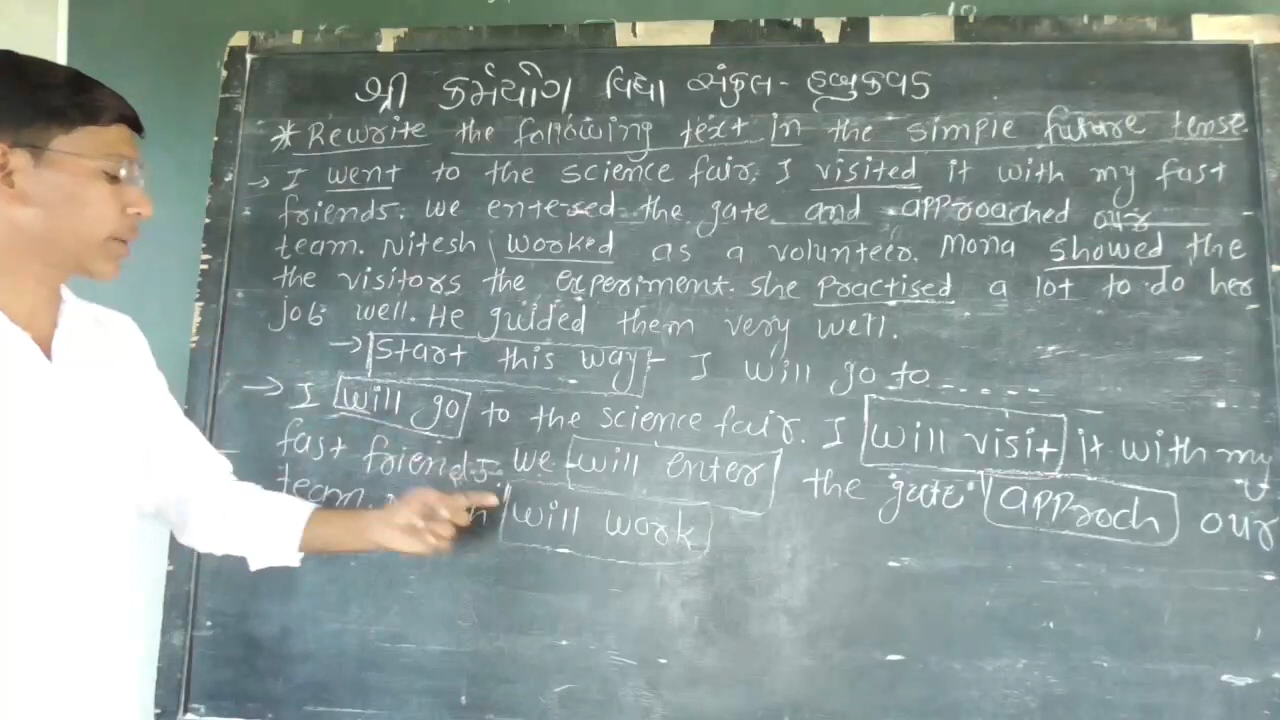 શ્રી કર્મયોગ વિદ્યા સંકુલ - હળુકવડ
* Rewrite the following text in the simple future tense.
→ I went to the science fair. I visited it with my fast
friends. We entered the gate and approached our
team. Nitesh worked as a volunteer. Mona showed the
the visitors the experiment. She practised a lot to do her
job well. He guided them very well.
→ Start this way - I will go to ........
→ I will go to the science fair. I will visit it with my
fast friends. we will enter the gate approch our
team. will work